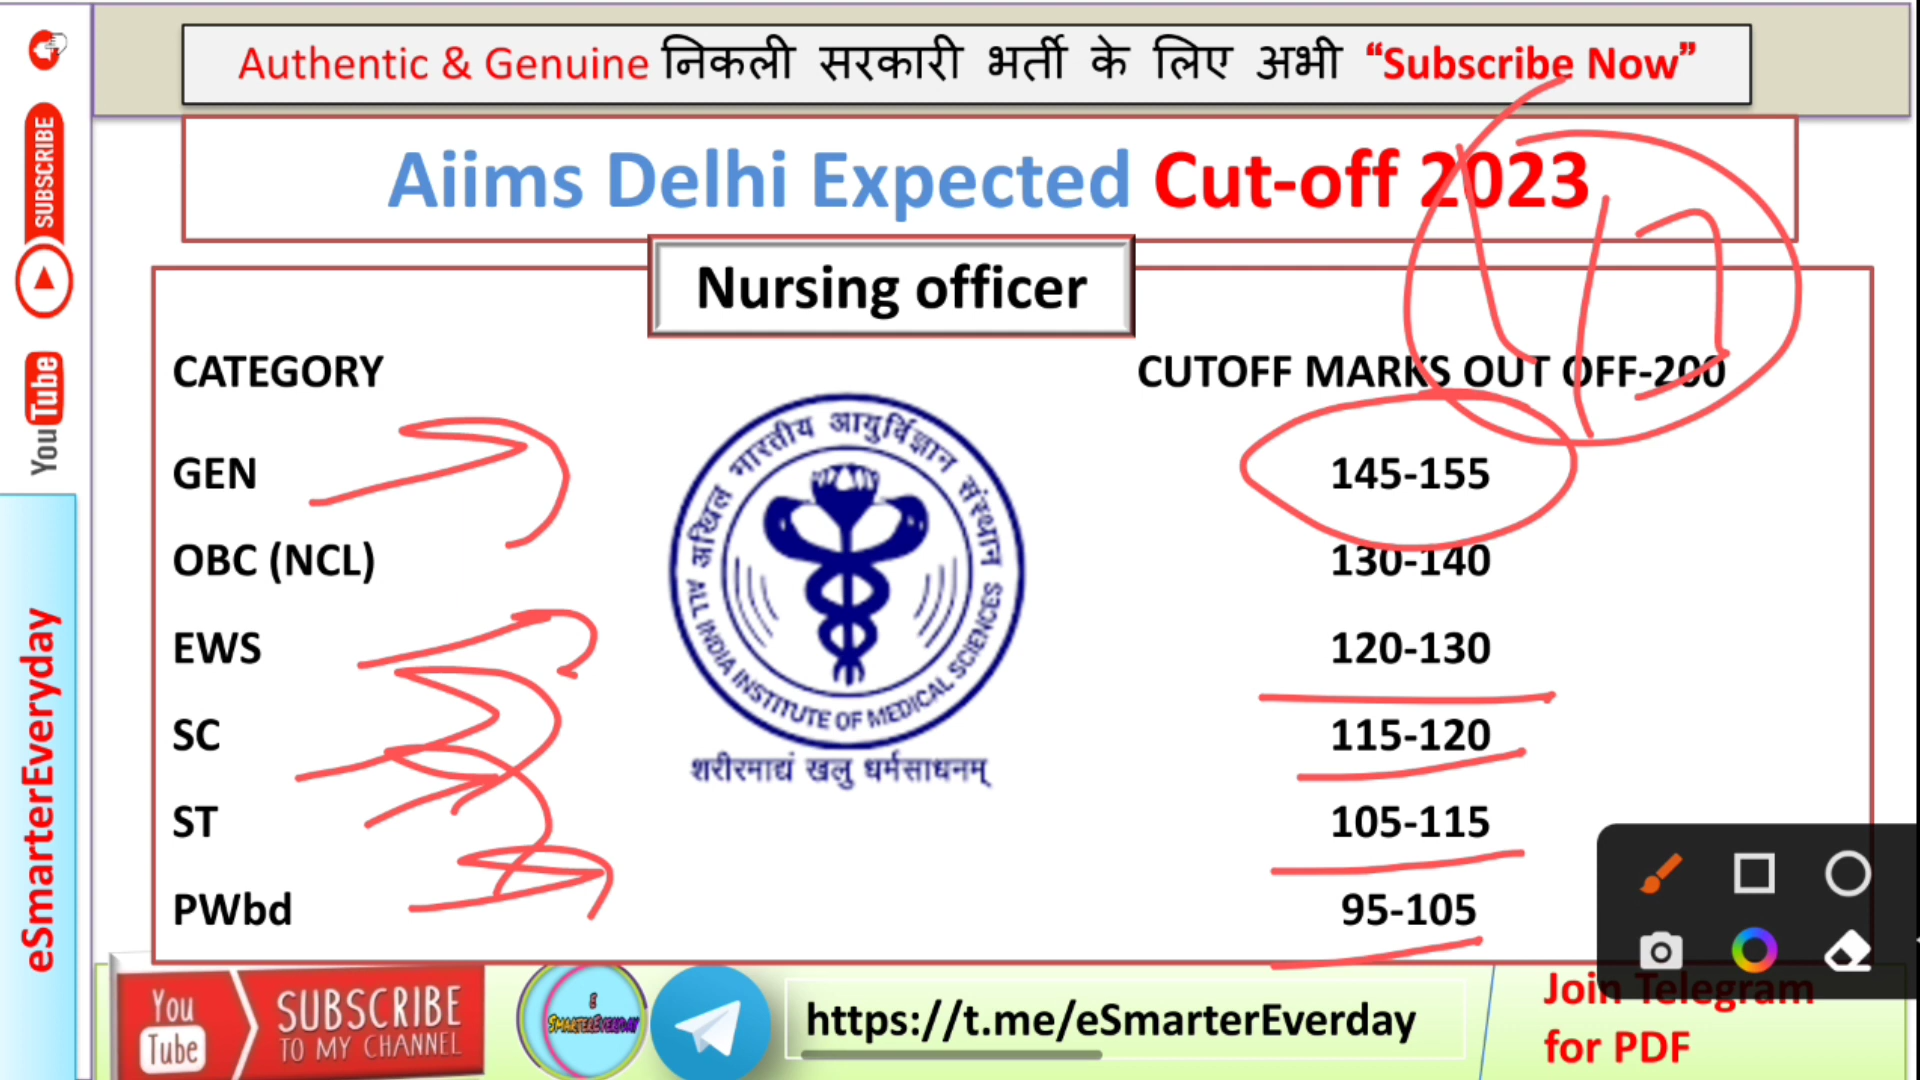 Authentic & Genuine निकली सरकारी भर्ती के लिए अभी “Subscribe Now”
Aiims Delhi Expected Cut-off 2023
Nursing officer
CATEGORY CUTOFF MARKS OUT OFF-200
GEN 145-155
OBC (NCL) 130-140
EWS 120-130
SC 115-120
ST 105-115
PWbd 95-105
अखिल भारतीय आयुर्विज्ञान संस्थान
ALL INDIA INSTITUTE OF MEDICAL SCIENCES
शरीरमाद्यं खलु धर्मसाधनम्
SUBSCRIBE
YouTube
eSmarterEveryday
You Tube
SUBSCRIBE
TO MY CHANNEL
E
SMARTEREVERDAY
https://t.me/eSmarterEverday
Join Telegram
for PDF